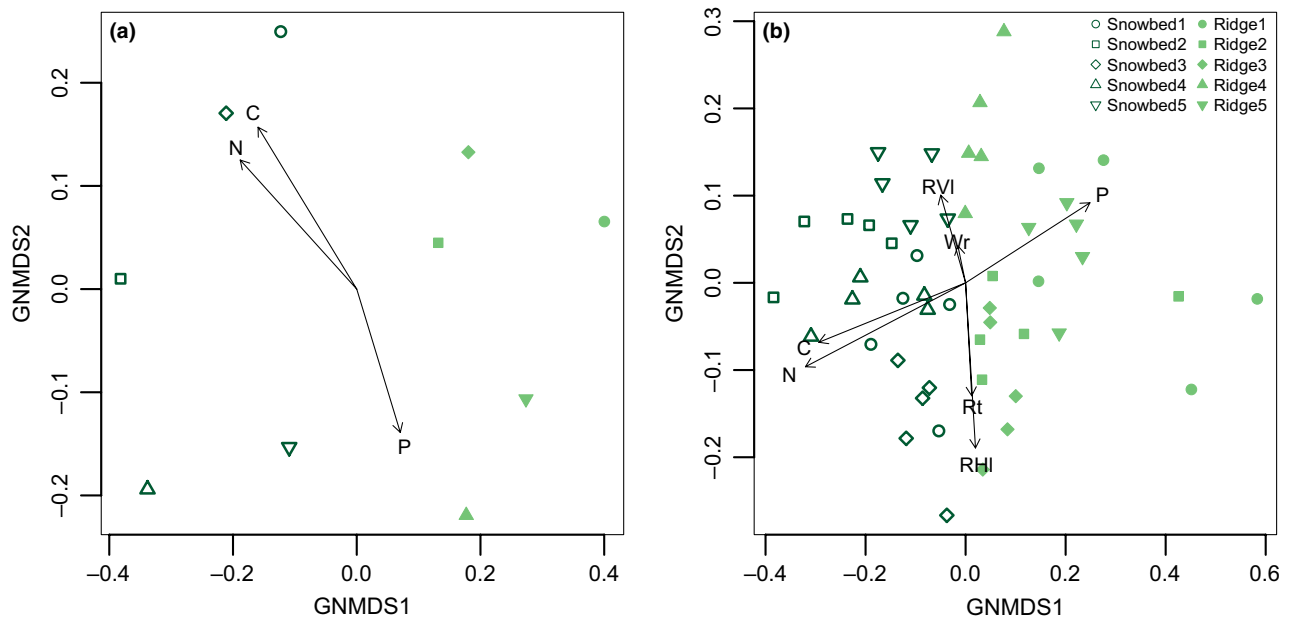 (a)
C
N
P
0.2
0.1
0.0
−0.1
−0.2
GNMDS2
−0.4 −0.2 0.0 0.2 0.4
GNMDS1
(b)
Snowbed1 Ridge1
Snowbed2 Ridge2
Snowbed3 Ridge3
Snowbed4 Ridge4
Snowbed5 Ridge5
RVI
P
Wr
C
N
Rt
RHI
0.3
0.2
0.1
0.0
−0.1
−0.2
GNMDS2
−0.4 −0.2 0.0 0.2 0.4 0.6
GNMDS1